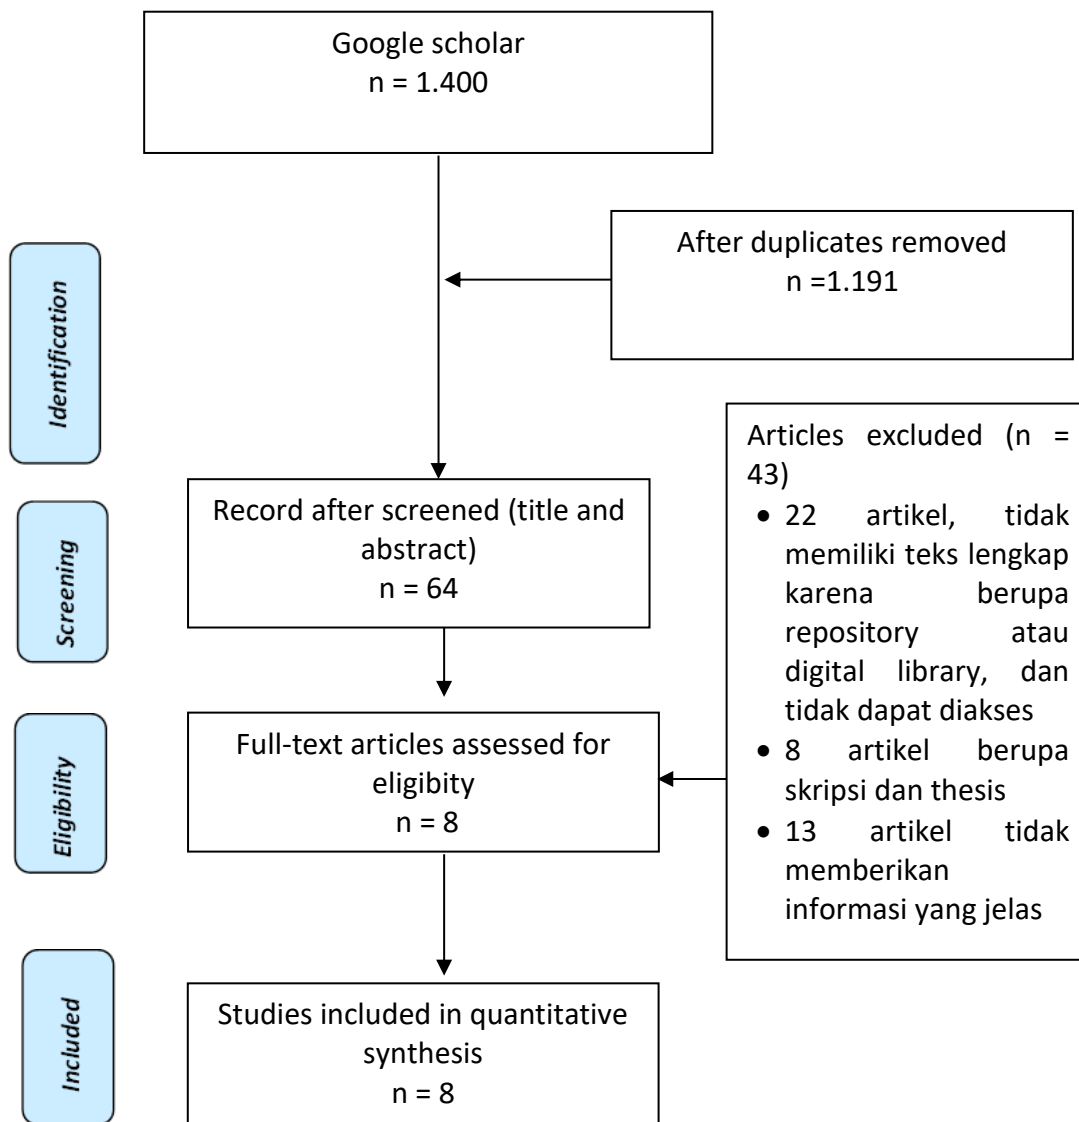 Google scholar
n = 1.400
After duplicates removed
n =1.191
Identification
Articles excluded (n =
43)
• 22 artikel, tidak
memiliki teks lengkap
karena berupa
repository atau
digital library, dan
tidak dapat diakses
• 8 artikel berupa
skripsi dan thesis
• 13 artikel tidak
memberikan
informasi yang jelas
Screening
Record after screened (title and
abstract)
n = 64
Eligibility
Full-text articles assessed for
eligibity
n = 8
Included
Studies included in quantitative
synthesis
n = 8